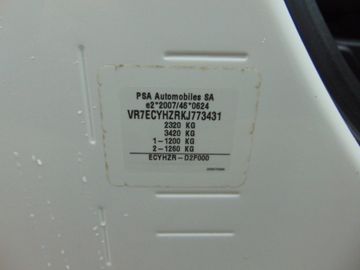 PSA Automobiles SA
e2*2007/46*0624
VR7ECYHZRKJ773431
2320 KG
3420 KG
1-1200 KG
2-1260 KG
ECYHZR-D2P000